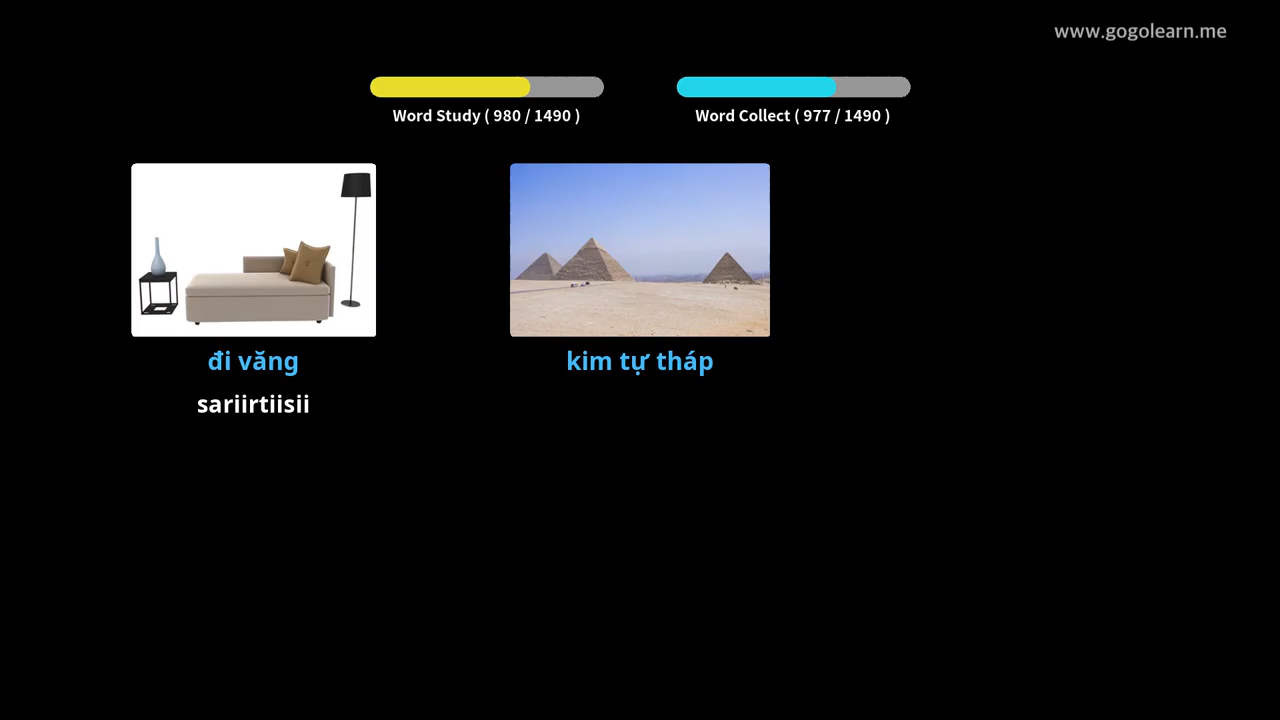 www.gogolearn.me
Word Study ( 980 / 1490 )
Word Collect ( 977 / 1490 )
đi văng
kim tự tháp
sariirtiisii